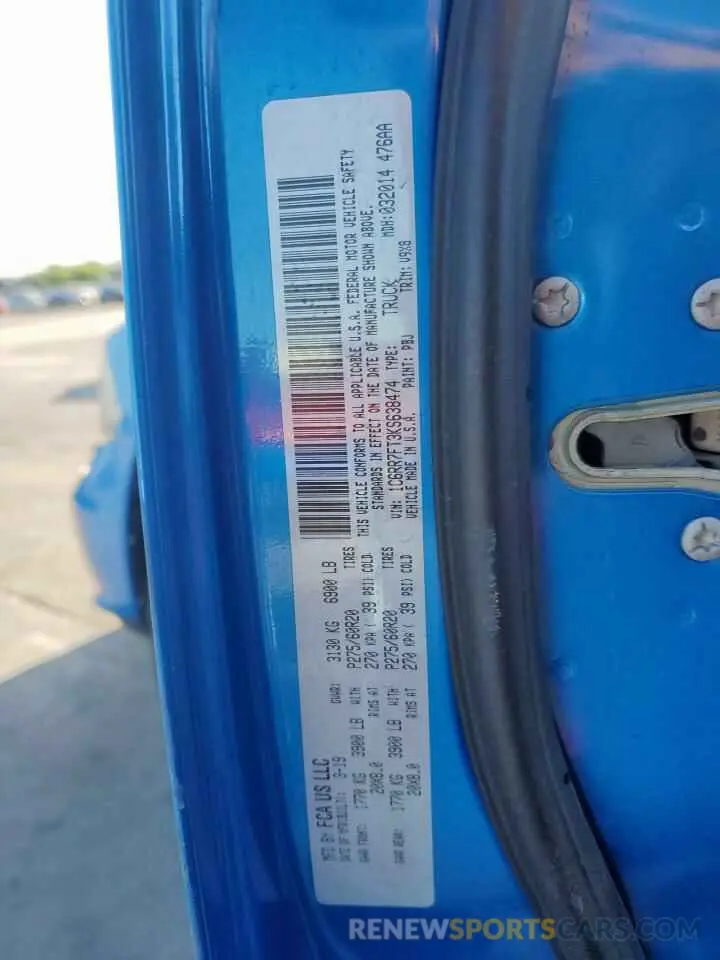 MFD BY FCA US LLC
DATE OF MFR(BUILT): 9-19 GVWR: 3130 KG 6900 LB
GAWR FRONT: 1770 KG 3900 LB WITH P275/60R20 TIRES
20X8.0 RIMS AT 270 KPA ( 39 PSI) COLD
GAWR REAR: 1770 KG 3900 LB WITH P275/60R20 TIRES
20X8.0 RIMS AT 270 KPA ( 39 PSI) COLD
THIS VEHICLE CONFORMS TO ALL APPLICABLE U.S.A. FEDERAL MOTOR VEHICLE SAFETY
STANDARDS IN EFFECT ON THE DATE OF MANUFACTURE SHOWN ABOVE.
VIN: 1C6RR7FT3KS638474 TYPE: TRUCK MDH:032014 476AA
VEHICLE MADE IN U.S.A. PAINT: PBJ TRIM: V9X8
RENEWSPORTSCARS.COM